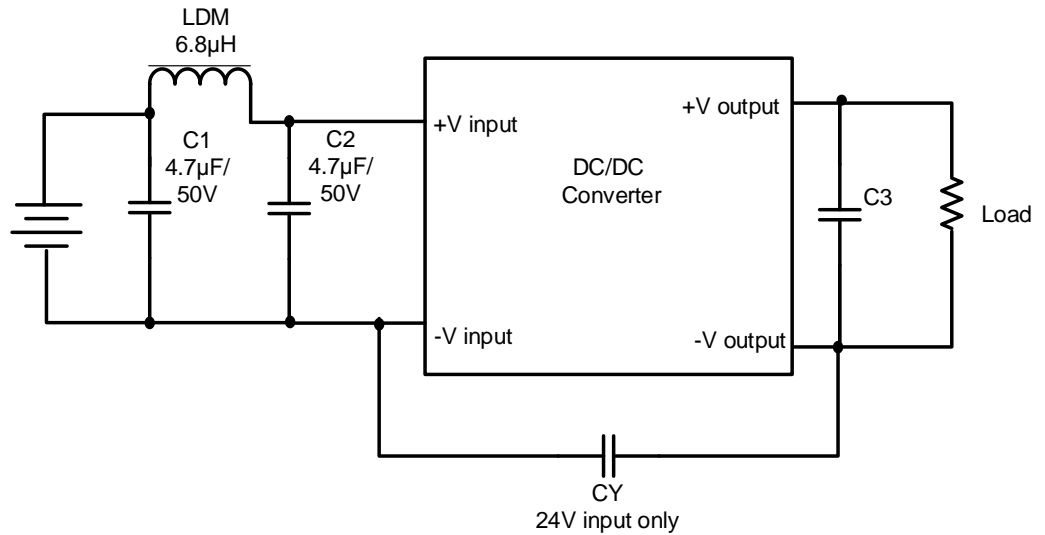 LDM
6.8µH
C1
4.7µF/
50V
C2
4.7µF/
50V
+V input
-V input
DC/DC
Converter
+V output
-V output
C3
Load
CY
24V input only